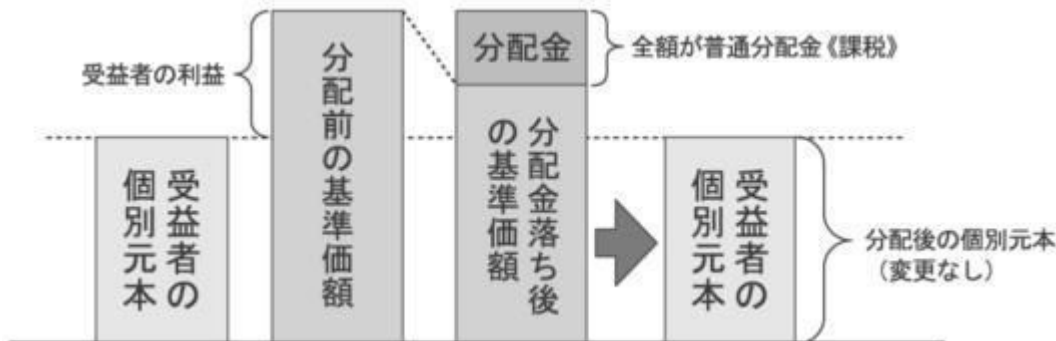 受益者の利益
受益者の
個別元本
分配前の基準価額
分配金
全額が普通分配金《課税》
分配金落ち後
の基準価額
受益者の
個別元本
分配後の個別元本
（変更なし）